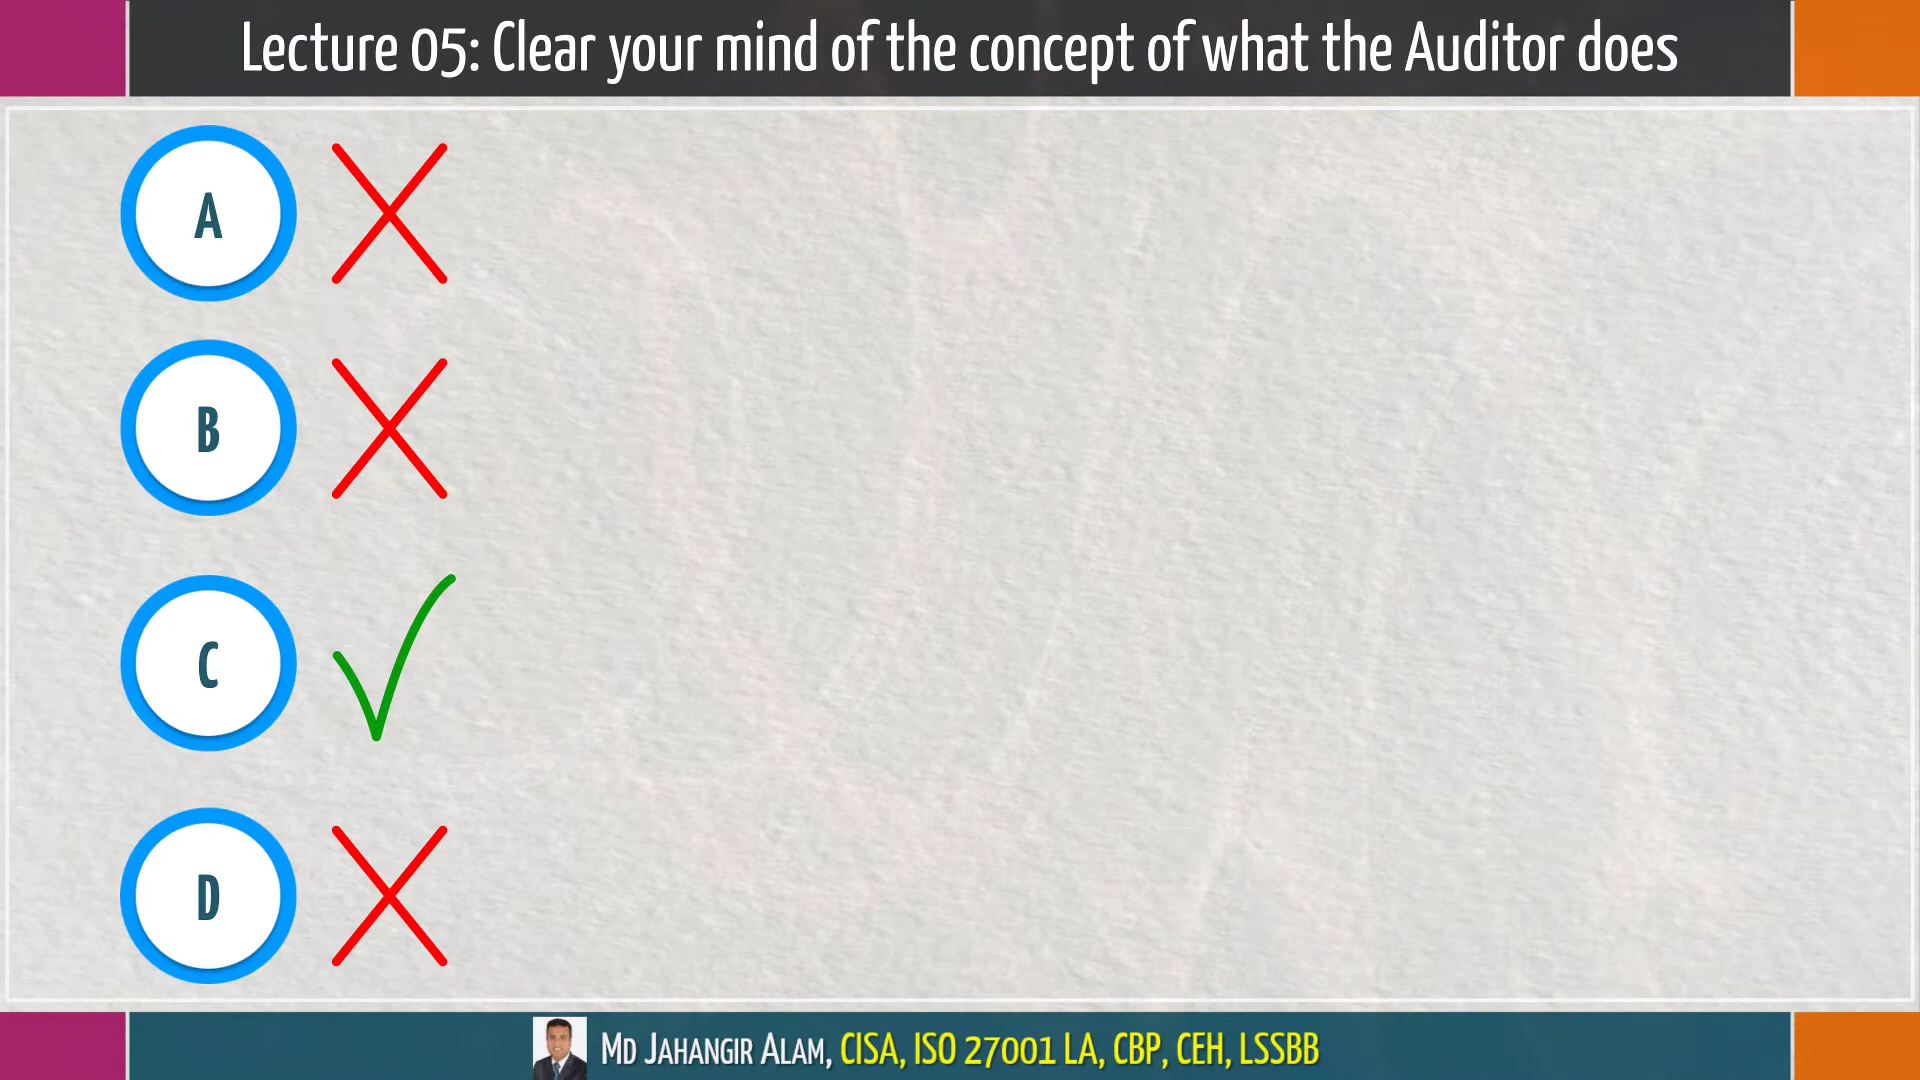 Lecture 05: Clear your mind of the concept of what the Auditor does
A
B
C
D
Md Jahangir Alam, CISA, ISO 27001 LA, CBP, CEH, LSSBB